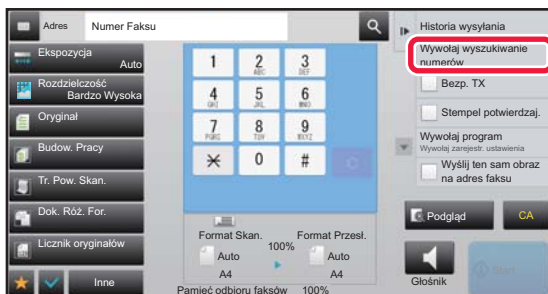 Adres
Numer Faksu
Ekspozycja
Auto
Rozdzielczość
Bardzo Wysoka
Oryginał
Budow. Pracy
Tr. Pow. Skan.
Dok. Róż. For.
Licznik oryginałów
Inne
1
2 ABC
3 DEF
4 GHI
5 JKL
6 MNO
7 PQRS
8 TUV
9 WXYZ
0
#
C
Format Skan.
Format Przesł.
100%
Auto
Auto
A4
A4
Pamięć odbioru faksów 100%
Historia wysyłania
Wywołaj wyszukiwanie
numerów
Bezp. TX
Stempel potwierdzaj.
Wywołaj program
Wywołaj zarejestr. ustawienia
Wyślij ten sam obraz
na adres faksu
Podgląd
CA
Głośnik
Start